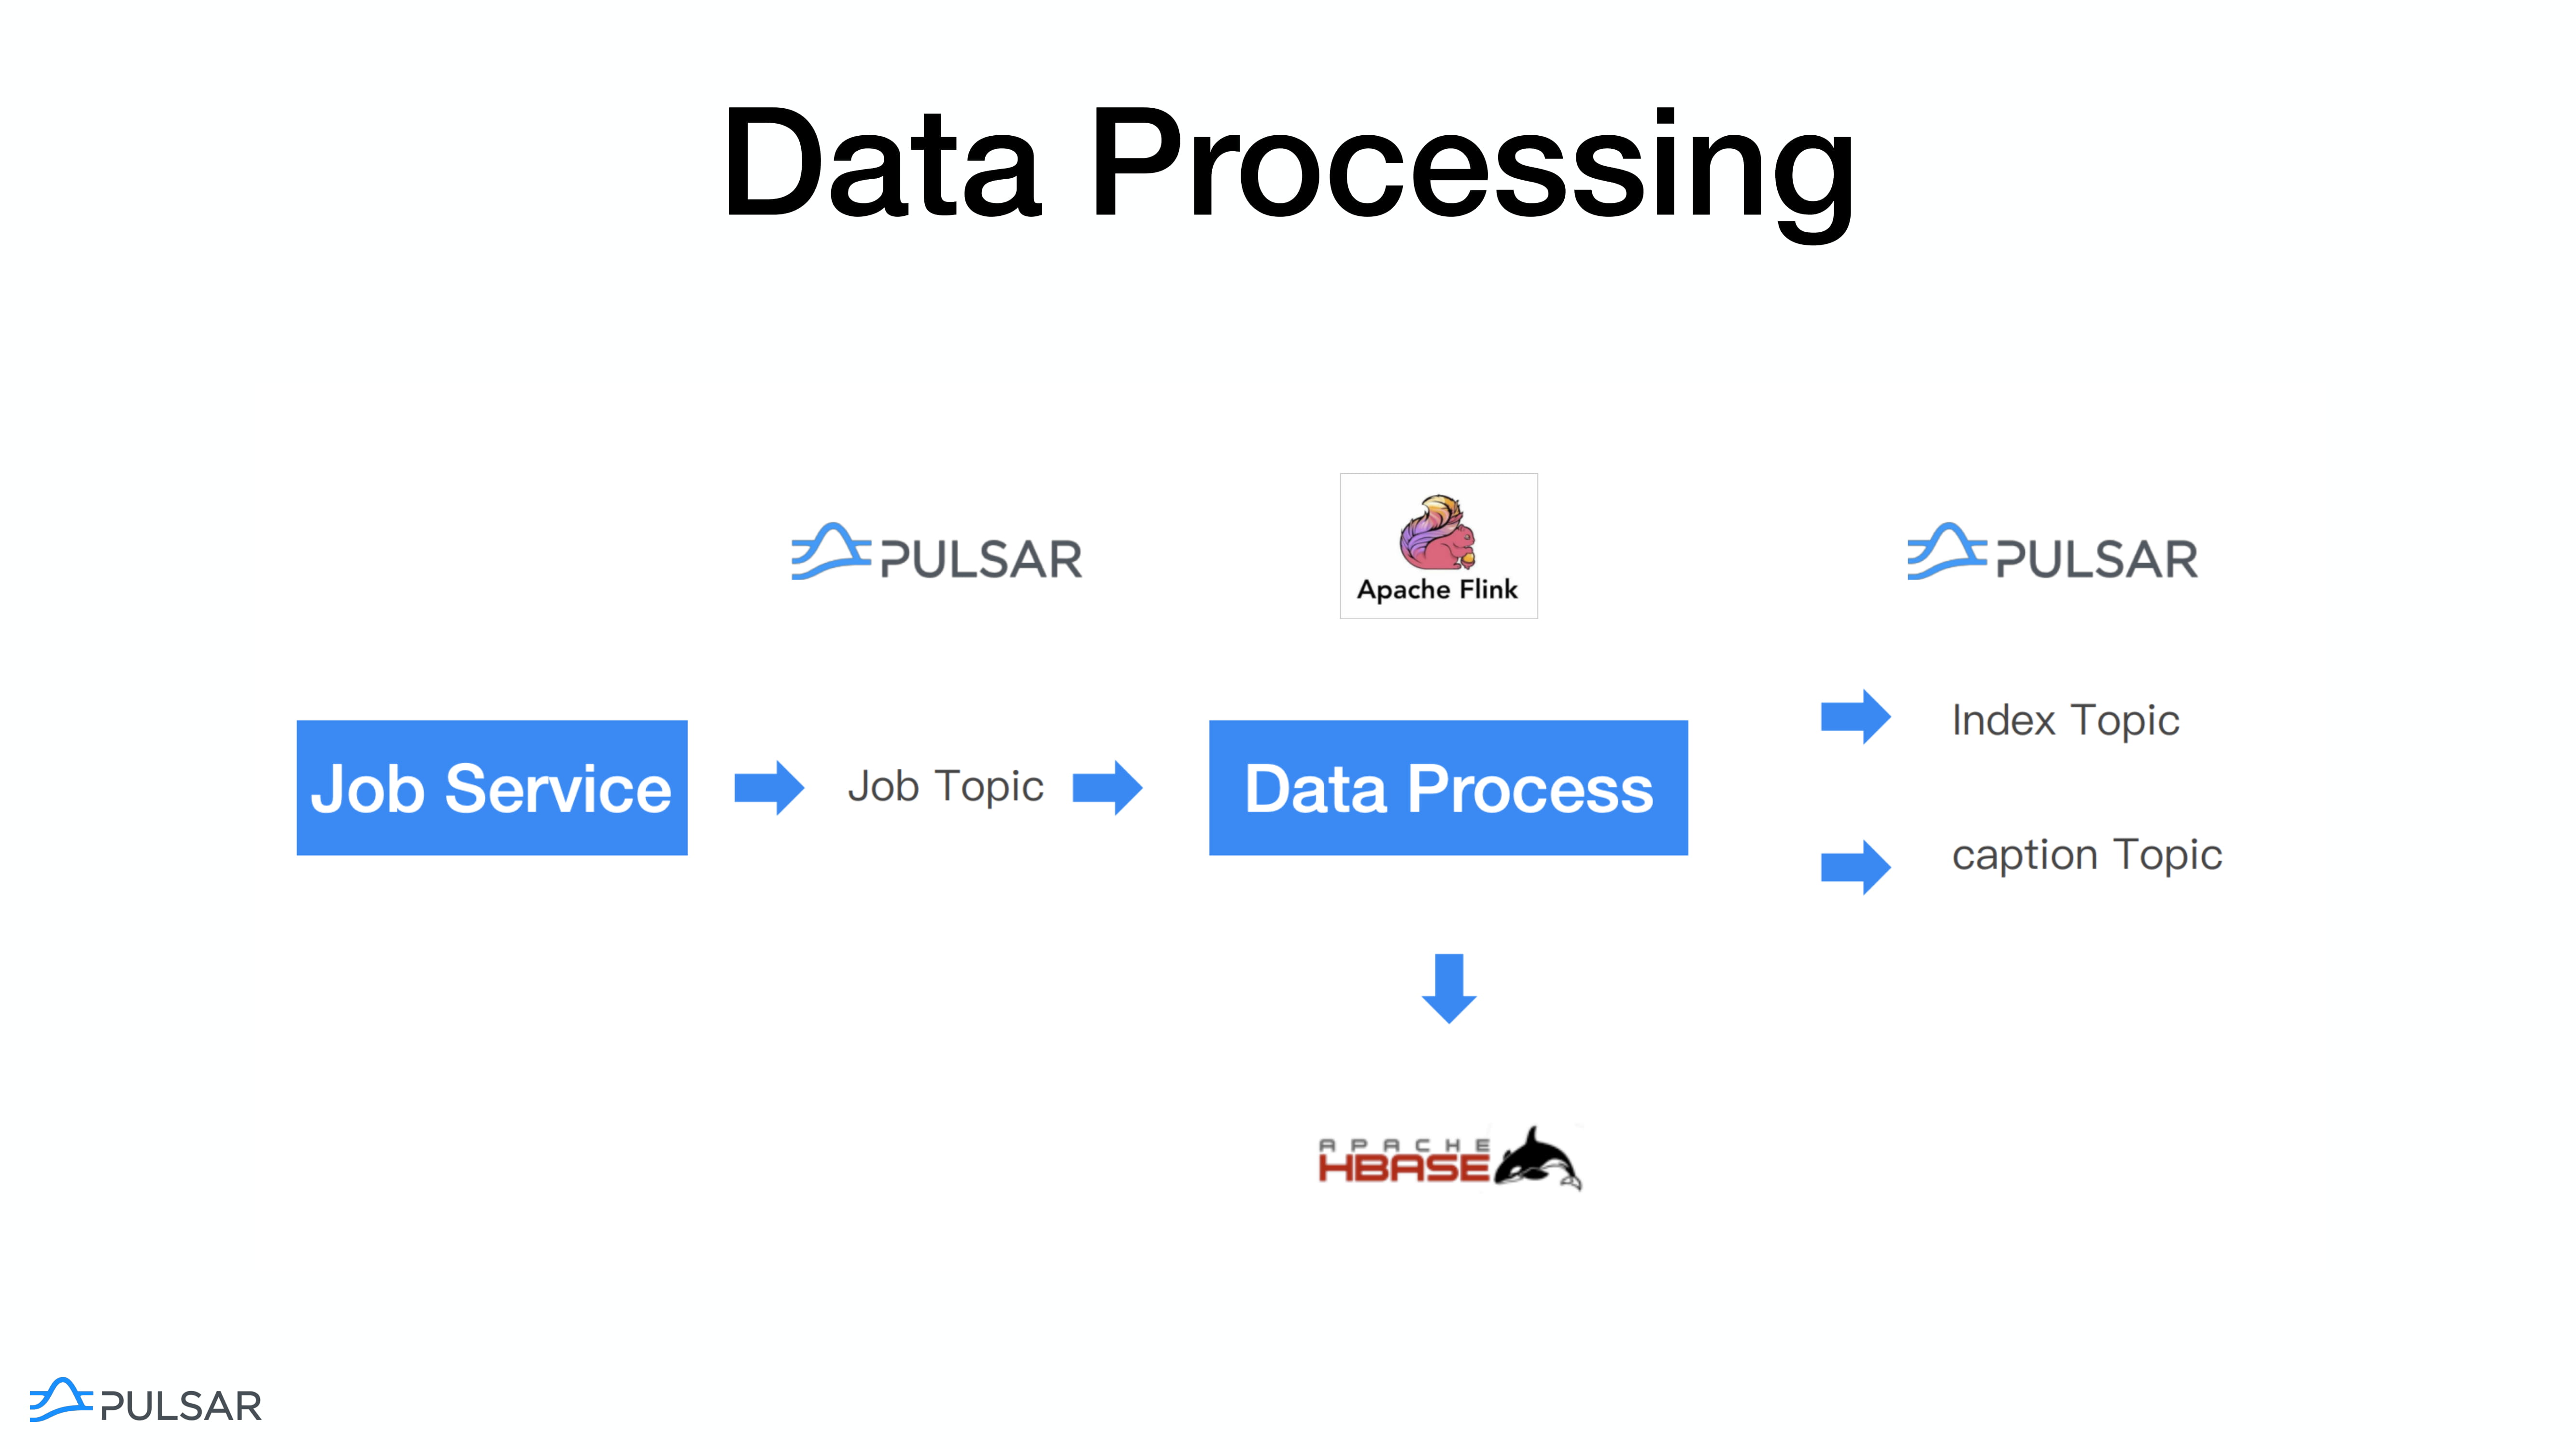 Data Processing
PULSAR
Apache Flink
PULSAR
Job Service
Job Topic
Data Process
Index Topic
caption Topic
APACHE
HBASE
PULSAR